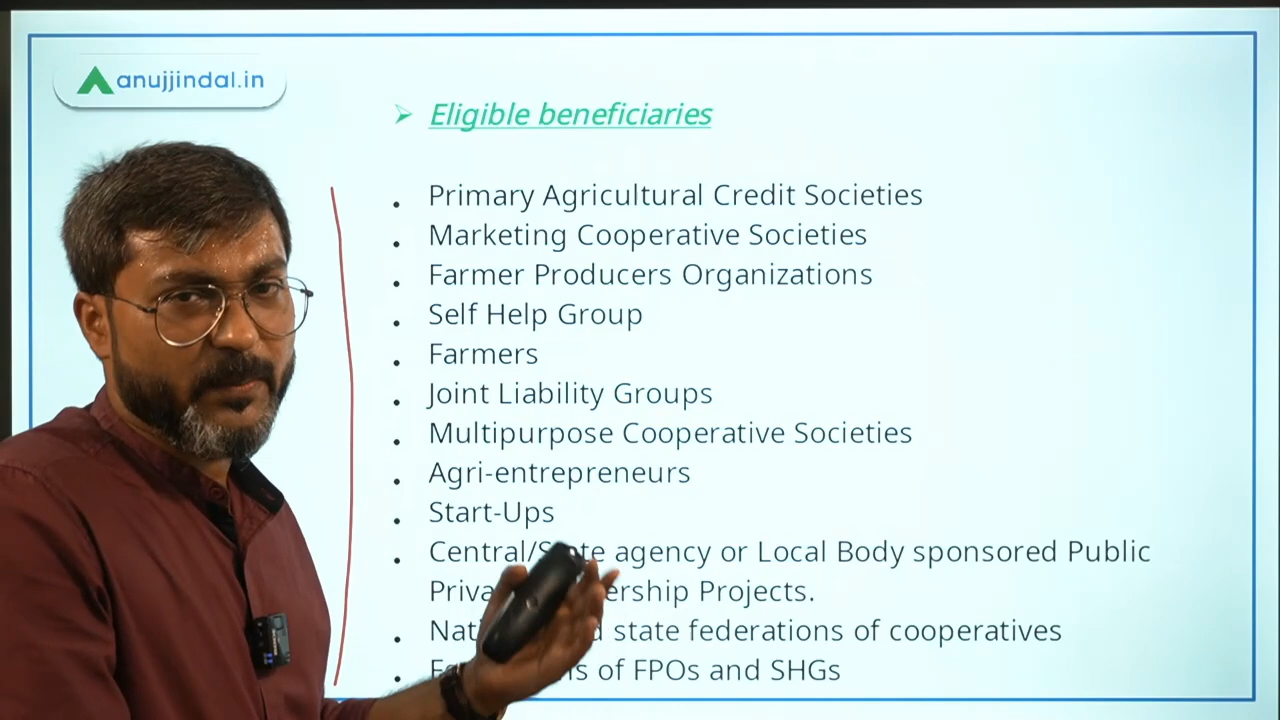 anujjindal.in
Eligible beneficiaries
Primary Agricultural Credit Societies
Marketing Cooperative Societies
Farmer Producers Organizations
Self Help Group
Farmers
Joint Liability Groups
Multipurpose Cooperative Societies
Agri-entrepreneurs
Start-Ups
agency or Local Body sponsored Public
Projects.
state federations of cooperatives
of FPOs and SHGs